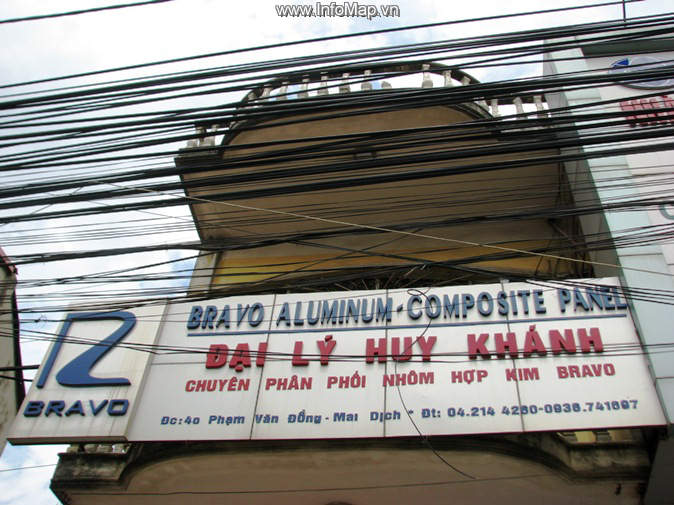 www.InfoMap.vn
BRAVO ALUMINUM-COMPOSITE PANEL
ĐẠI LÝ HUY KHÁNH
CHUYÊN PHÂN PHỐI NHÔM HỢP KIM BRAVO
BRAVO
Đc: 40 Phạm Văn Đồng - Mai Dịch * Đt: 04.214 4260-0936.741697